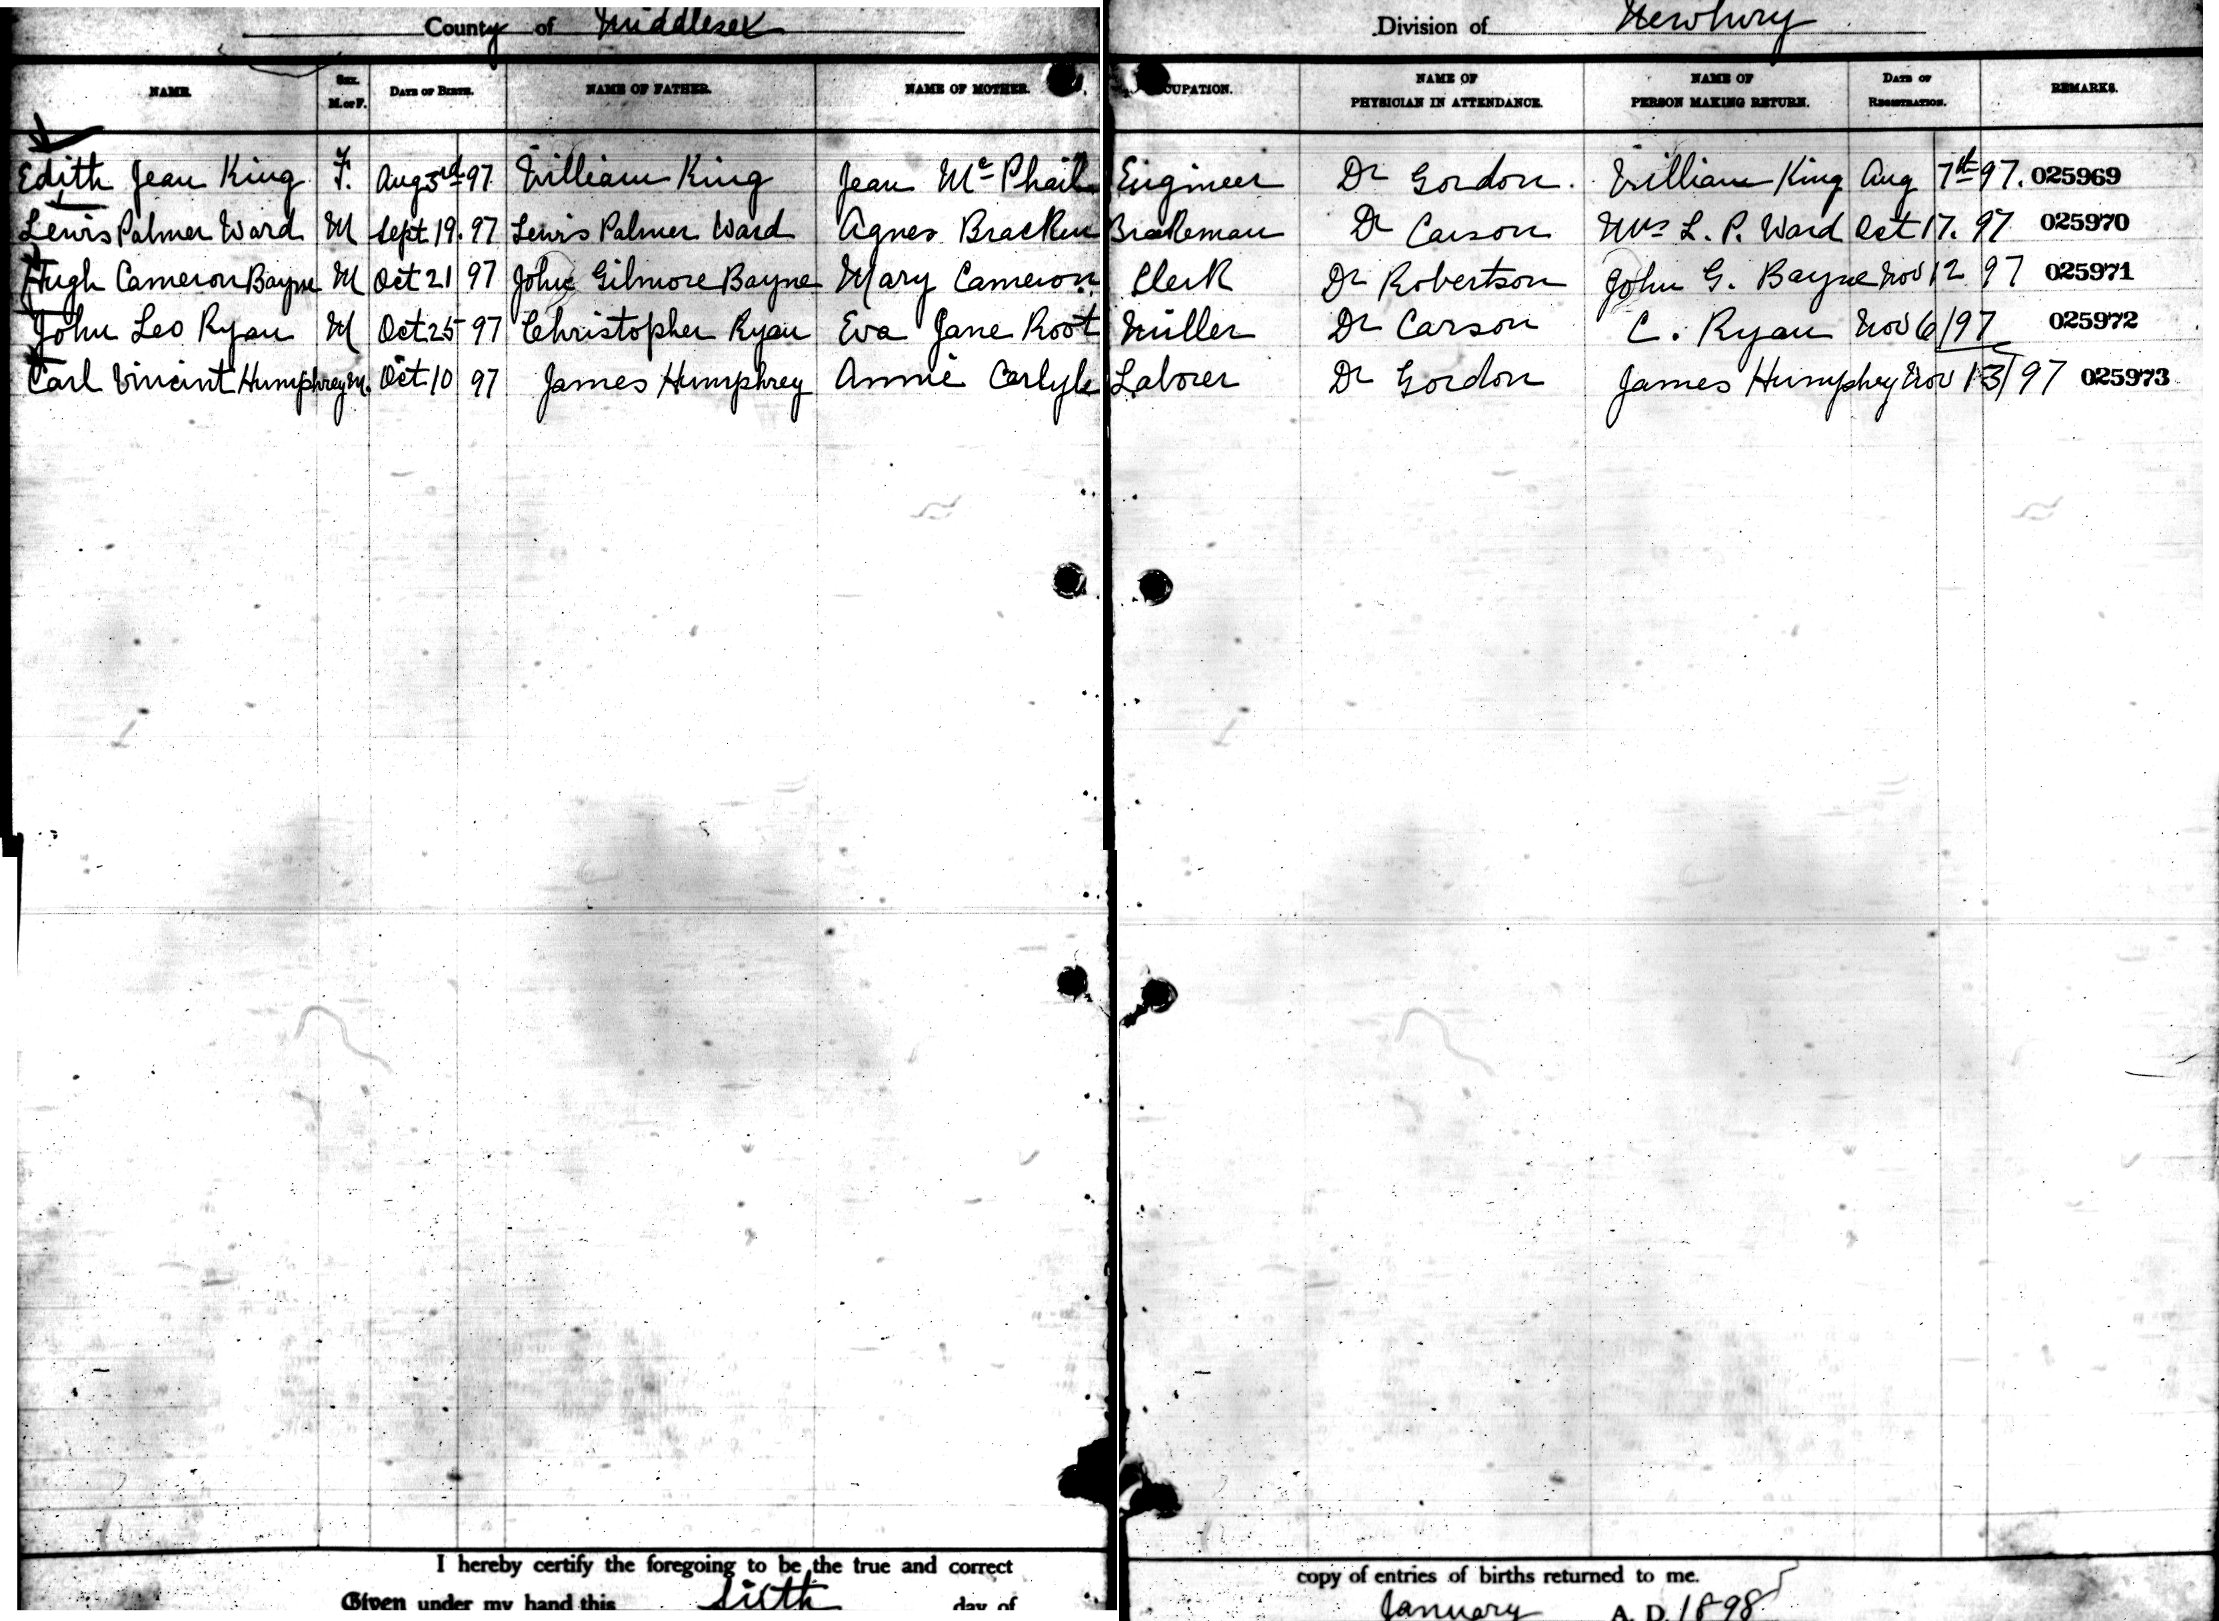 County of Middlesex Division of Newbury
NAME. SEX. M. or F. DATE OF BIRTH. NAME OF FATHER. NAME OF MOTHER. CUPATION. NAME OF PHYSICIAN IN ATTENDANCE. NAME OF PERSON MAKING RETURN. DATE OF REGISTRATION. REMARKS.
Edith Jean King F. Aug 3rd 97 William King Jean Mc Phail Engineer Dr Gordon. William King Aug 7th 97. 025969
Lewis Palmer Ward M Sept 19. 97 Lewis Palmer Ward Agnes Bracken Brakeman Dr Carson Mrs L. P. Ward Oct 17. 97 025970
Hugh Cameron Bayne M Oct 21 97 John Gilmore Bayne Mary Cameron Clerk Dr Robertson John G. Bayne Nov 12 97 025971
John Leo Ryan M Oct 25 97 Christopher Ryan Eva Jane Root Miller Dr Carson C. Ryan Nov 6/97 025972
Carl Vincint Humphrey M. Oct 10 97 James Humphrey Annie Carlyle Laborer Dr Gordon James Humphrey Nov 13/97 025973
I hereby certify the foregoing to be the true and correct copy of entries of births returned to me.
Given under my hand this sixth day of January A. D. 1898